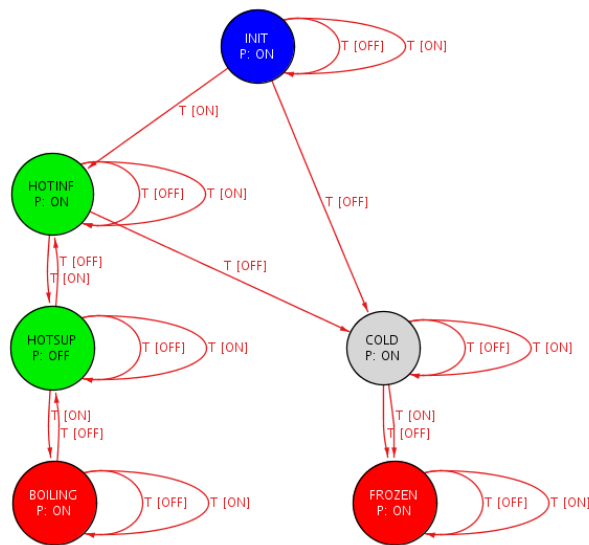 INIT
P: ON
T [OFF]
T [ON]
T [ON]
HOTINF
P: ON
T [OFF]
T [ON]
T [OFF]
T [OFF]
T [OFF]
T [ON]
HOTSUP
P: OFF
T [OFF]
T [ON]
COLD
P: ON
T [OFF]
T [ON]
T [ON]
T [OFF]
T [ON]
T [OFF]
BOILING
P: ON
T [OFF]
T [ON]
FROZEN
P: ON
T [OFF]
T [ON]